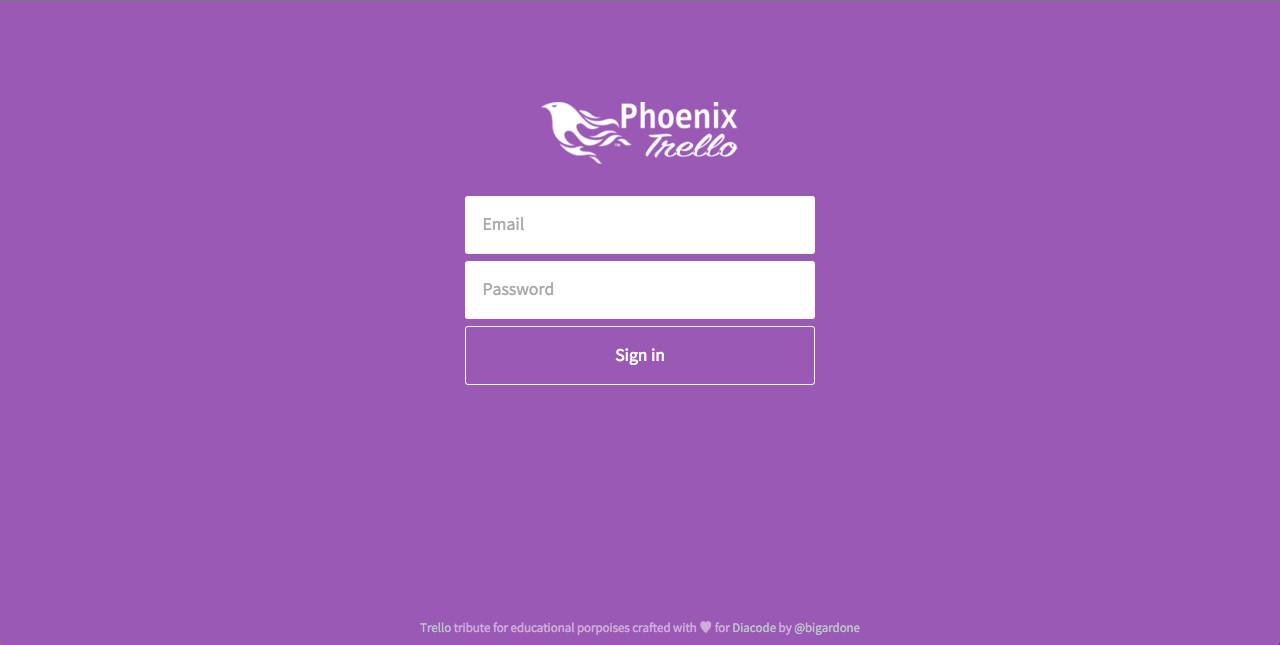 Phoenix
Trello
Email
Password
Sign in
Trello tribute for educational porpoises crafted with ♥ for Diacode by @bigardone